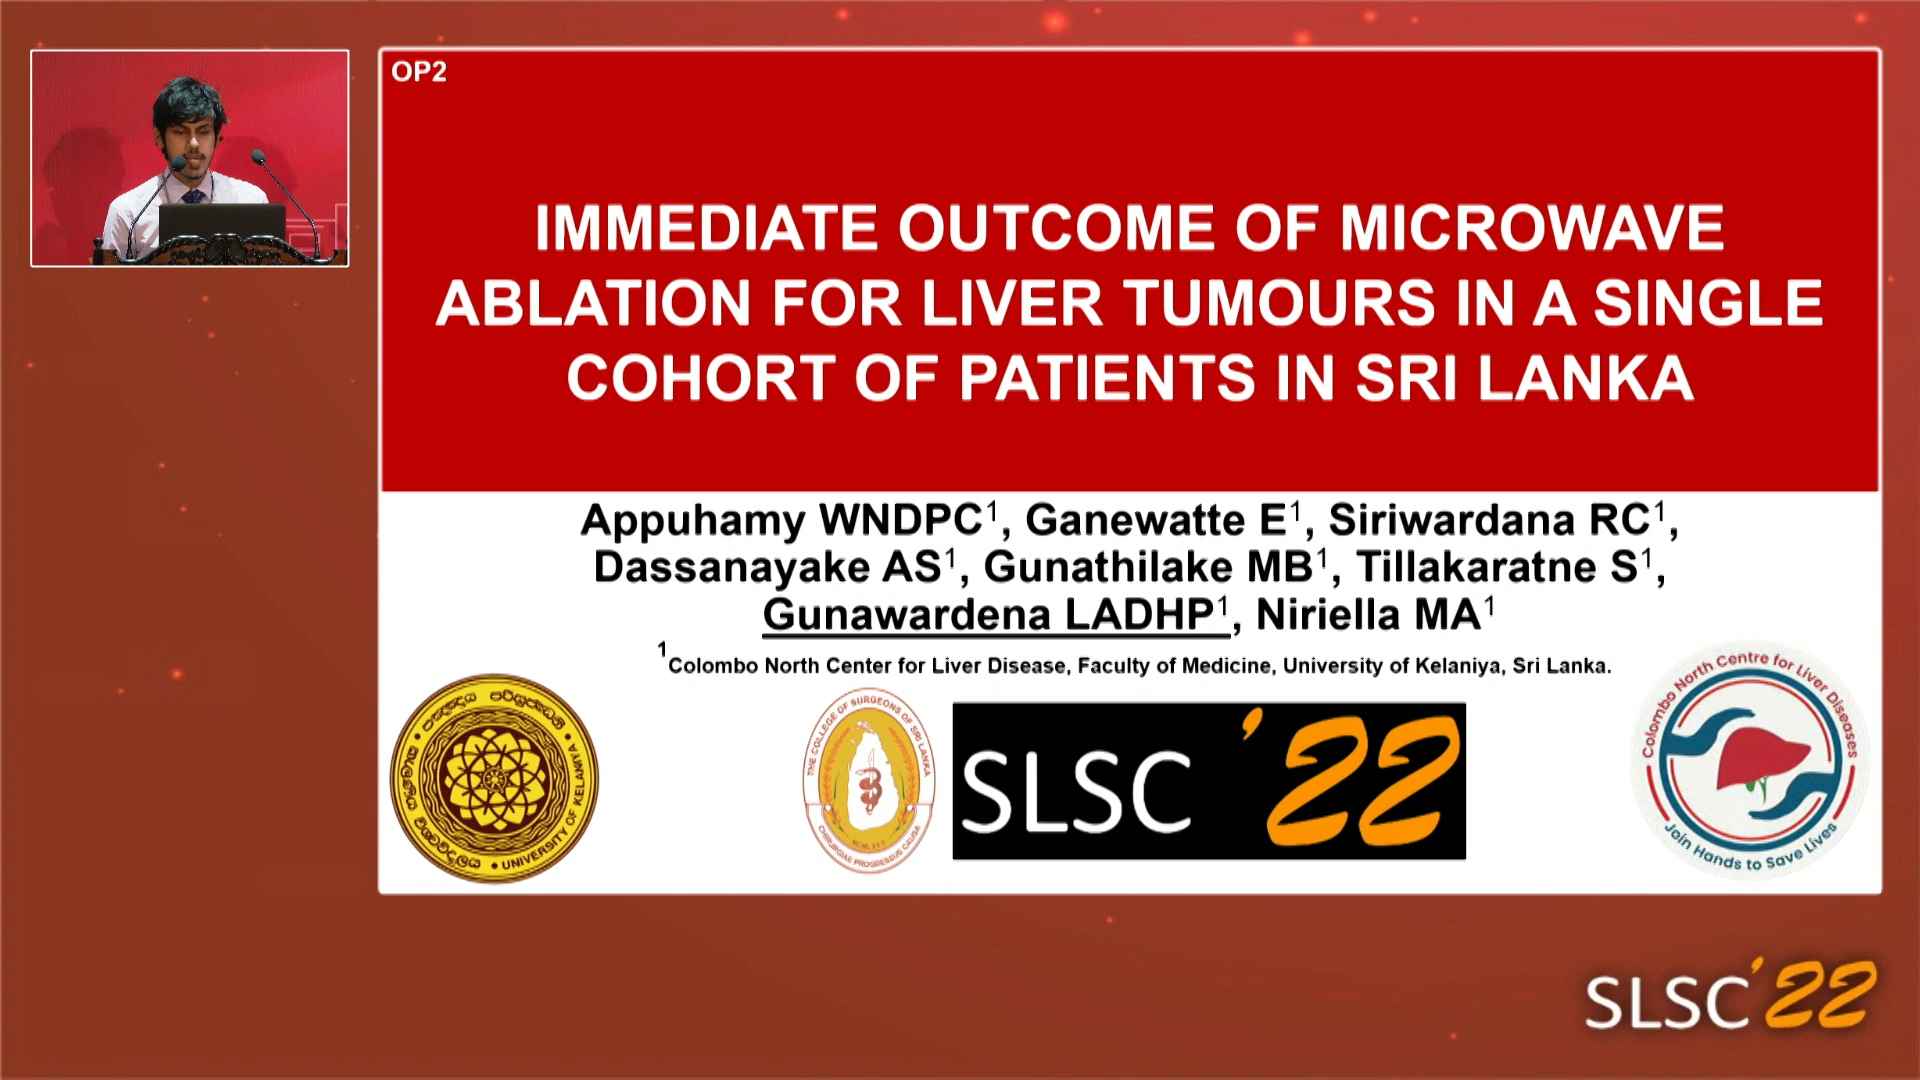 OP2
IMMEDIATE OUTCOME OF MICROWAVE
ABLATION FOR LIVER TUMOURS IN A SINGLE
COHORT OF PATIENTS IN SRI LANKA
Appuhamy WNDPC¹, Ganewatte E¹, Siriwardana RC¹,
Dassanayake AS¹, Gunathilake MB¹, Tillakaratne S¹,
Gunawardena LADHP¹, Niriella MA¹
¹Colombo North Center for Liver Disease, Faculty of Medicine, University of Kelaniya, Sri Lanka.
UNIVERSITY OF KELANIYA
THE COLLEGE OF SURGEONS OF SRI LANKA
CHIRURGIAE PROGRESSUS CAUSA
SLSC '22
Colombo North Centre for Liver Diseases
Join Hands to Save Lives
SLSC'22